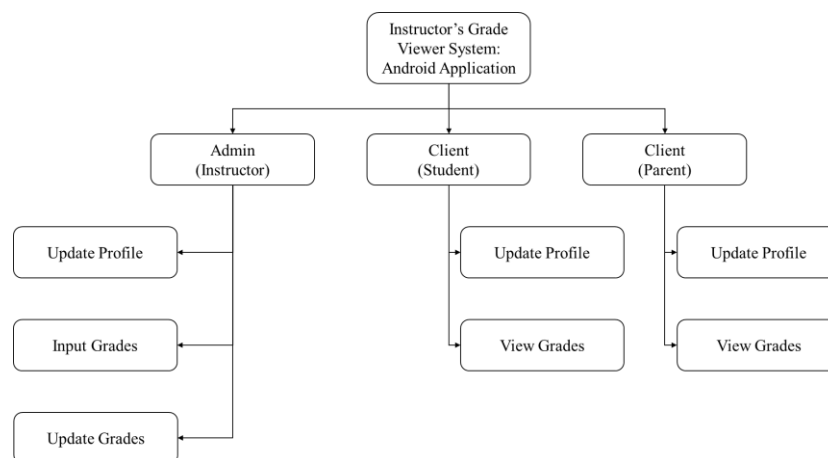 Instructor’s Grade
Viewer System:
Android Application
Admin
(Instructor)
Client
(Student)
Client
(Parent)
Update Profile
Update Profile
Update Profile
Input Grades
View Grades
View Grades
Update Grades